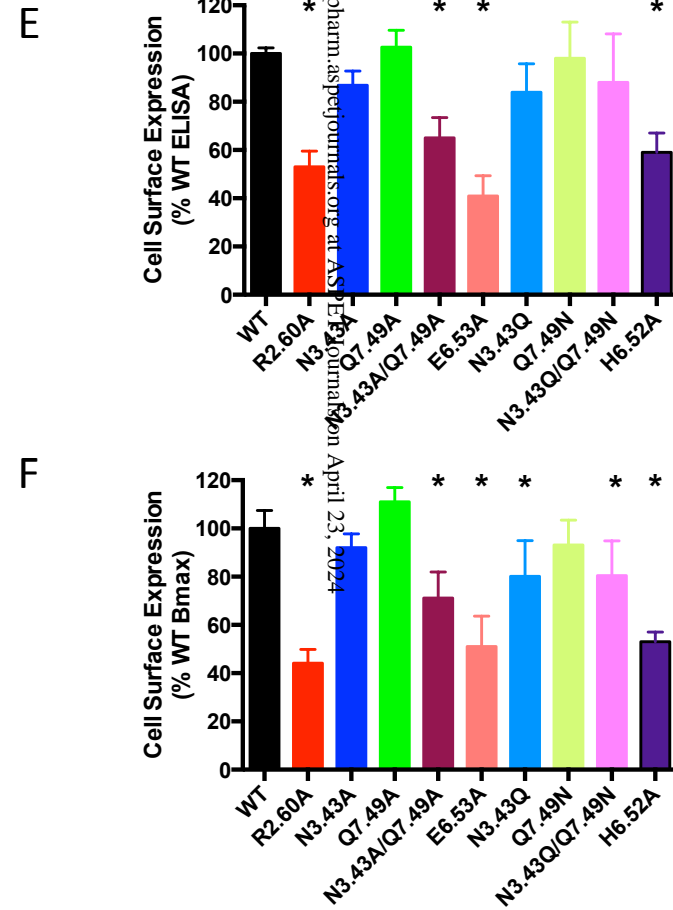 E
Cell Surface Expression
(% WT ELISA)
120
100
80
60
40
20
0
* * * *
WT
R2.60A
N3.43A
Q7.49A
N3.43A/Q7.49A
E6.53A
N3.43Q
Q7.49N
N3.43Q/Q7.49N
H6.52A
pharm.aspetjournals.org at ASPET Journals on April 23, 2024
F
Cell Surface Expression
(% WT Bmax)
120
100
80
60
40
20
0
* * * * * *
WT
R2.60A
N3.43A
Q7.49A
N3.43A/Q7.49A
E6.53A
N3.43Q
Q7.49N
N3.43Q/Q7.49N
H6.52A